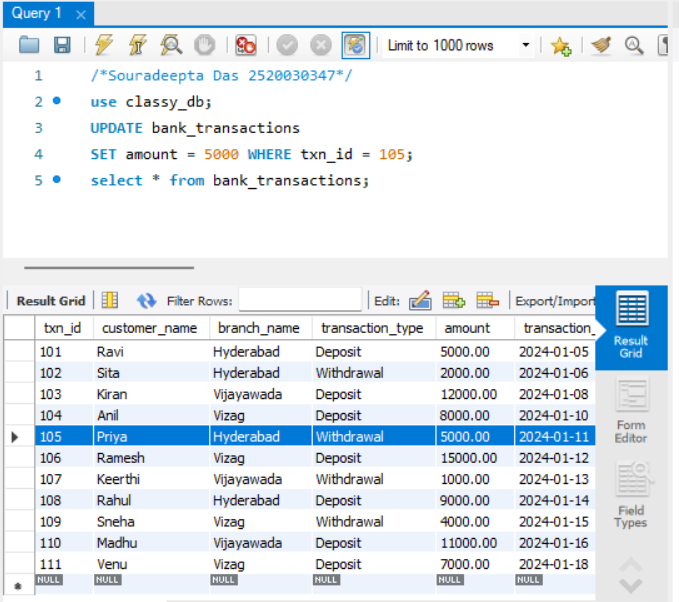 Query 1
Limit to 1000 rows
1 /*Souradeepta Das 2520030347*/
2 use classy_db;
3 UPDATE bank_transactions
4 SET amount = 5000 WHERE txn_id = 105;
5 select * from bank_transactions;
Result Grid Filter Rows: Edit: Export/Import
txn_id customer_name branch_name transaction_type amount transaction_
101 Ravi Hyderabad Deposit 5000.00 2024-01-05
102 Sita Hyderabad Withdrawal 2000.00 2024-01-06
103 Kiran Vijayawada Deposit 12000.00 2024-01-08
104 Anil Vizag Deposit 8000.00 2024-01-10
105 Priya Hyderabad Withdrawal 5000.00 2024-01-11
106 Ramesh Vizag Deposit 15000.00 2024-01-12
107 Keerthi Vijayawada Withdrawal 1000.00 2024-01-13
108 Rahul Hyderabad Deposit 9000.00 2024-01-14
109 Sneha Vizag Withdrawal 4000.00 2024-01-15
110 Madhu Vijayawada Deposit 11000.00 2024-01-16
111 Venu Vizag Deposit 7000.00 2024-01-18
NULL NULL NULL NULL NULL NULL
Result
Grid
Form
Editor
Field
Types